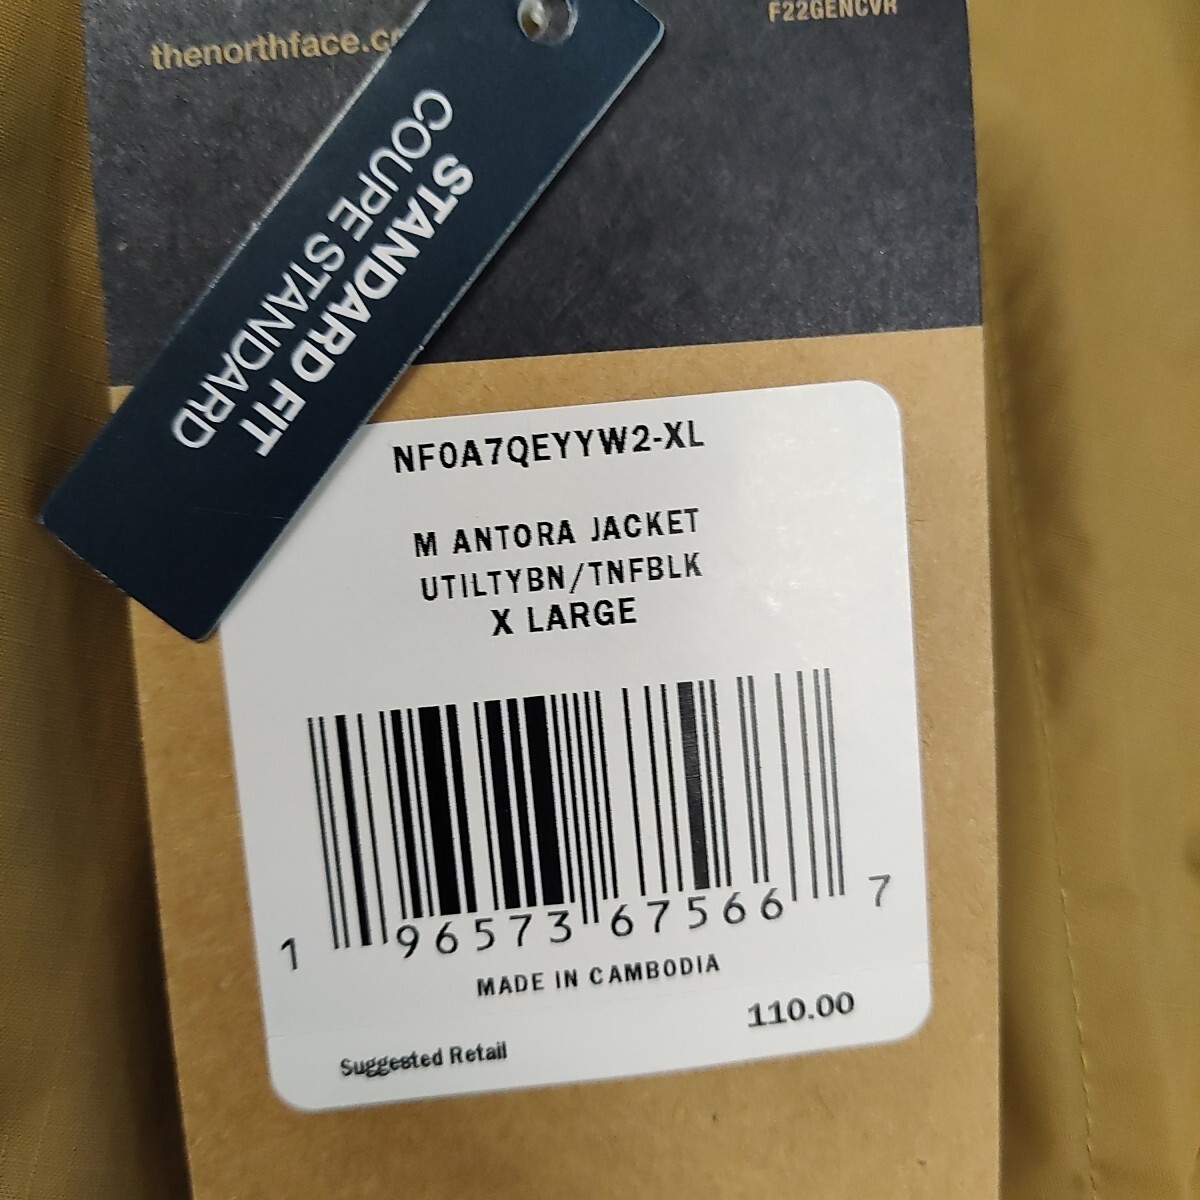 F22GENCVR
thenorthface.c
STANDARD FIT
COUPE STANDARD
NF0A7QEYYW2-XL
M ANTORA JACKET
UTILTYBN/TNFBLK
X LARGE
1 96573 67566 7
MADE IN CAMBODIA
110.00
Suggested Retail